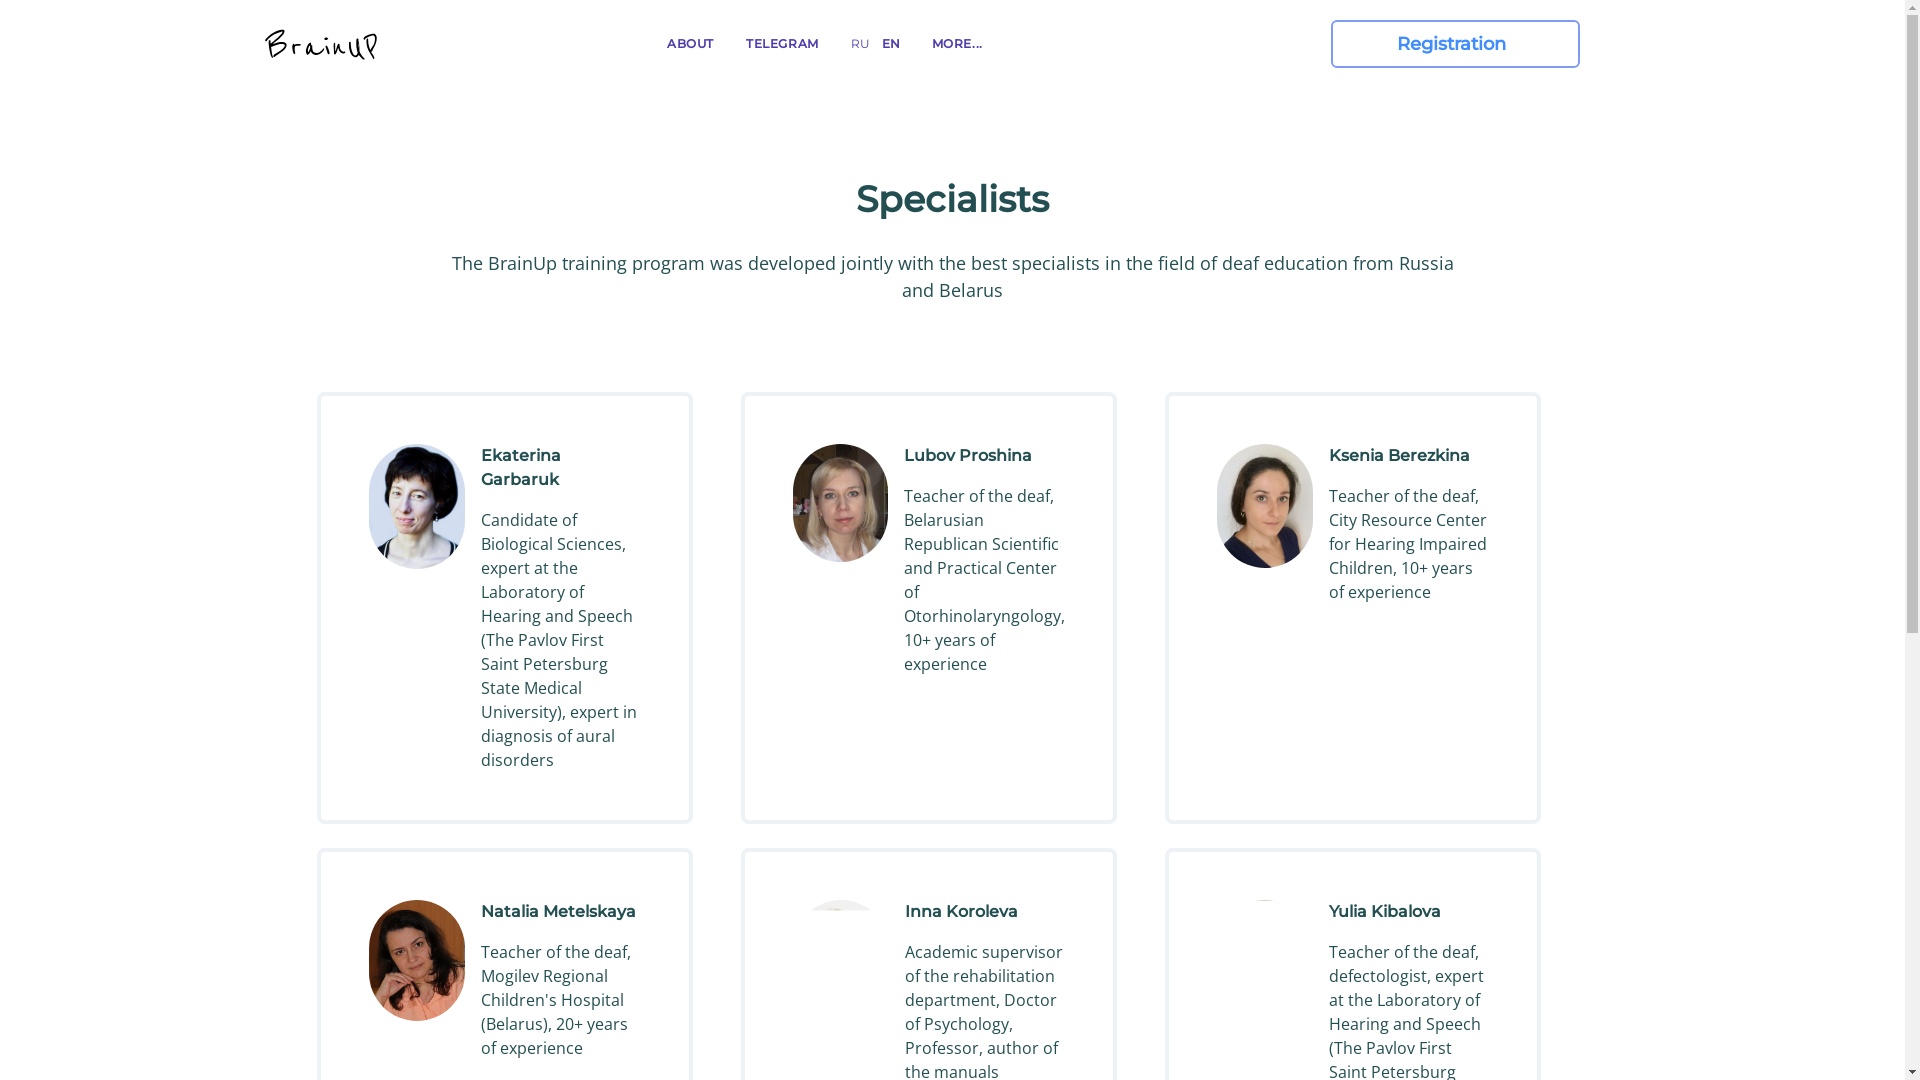 BrainUP
ABOUT
TELEGRAM
RU
EN
MORE...
Registration
Specialists
The BrainUp training program was developed jointly with the best specialists in the field of deaf education from Russia
and Belarus
Ekaterina
Garbaruk
Candidate of
Biological Sciences,
expert at the
Laboratory of
Hearing and Speech
(The Pavlov First
Saint Petersburg
State Medical
University), expert in
diagnosis of aural
disorders
Lubov Proshina
Teacher of the deaf,
Belarusian
Republican Scientific
and Practical Center
of
Otorhinolaryngology,
10+ years of
experience
Ksenia Berezkina
Teacher of the deaf,
City Resource Center
for Hearing Impaired
Children, 10+ years
of experience
Natalia Metelskaya
Teacher of the deaf,
Mogilev Regional
Children's Hospital
(Belarus), 20+ years
of experience
Inna Koroleva
Academic supervisor
of the rehabilitation
department, Doctor
of Psychology,
Professor, author of
the manuals
Yulia Kibalova
Teacher of the deaf,
defectologist, expert
at the Laboratory of
Hearing and Speech
(The Pavlov First
Saint Petersburg